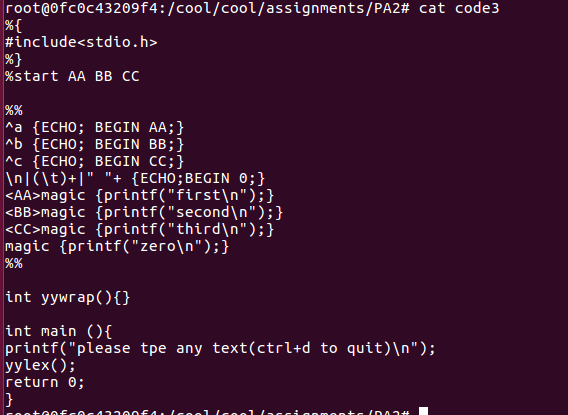 root@0fc0c43209f4:/cool/cool/assignments/PA2# cat code3
%{
#include<stdio.h>
%}
%start AA BB CC

%%
^a {ECHO; BEGIN AA;}
^b {ECHO; BEGIN BB;}
^c {ECHO; BEGIN CC;}
\n|(\t)+|" "+ {ECHO;BEGIN 0;}
<AA>magic {printf("first\n");}
<BB>magic {printf("second\n");}
<CC>magic {printf("third\n");}
magic {printf("zero\n");}
%%

int yywrap(){}

int main (){
printf("please tpe any text(ctrl+d to quit)\n");
yylex();
return 0;
}
root@0fc0c43209f4:/cool/cool/assignments/PA2#